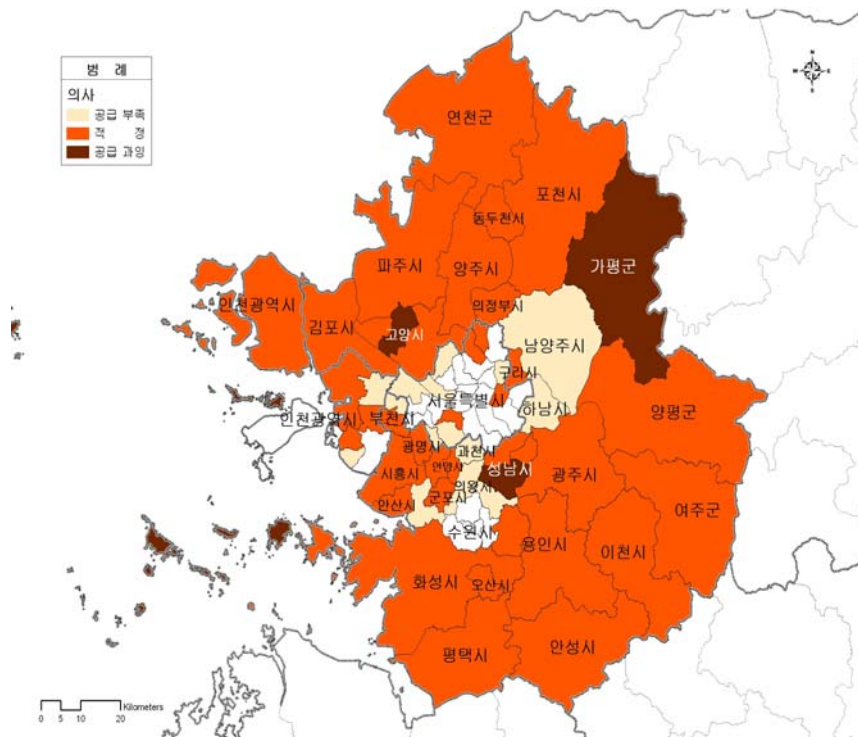 범 례
의사
공급 부족
적 정
공급 과잉
N
W E
S
연천군
포천시
동두천시
가평군
파주시
양주시
인천광역시
의정부시
김포시
고양시
남양주시
구리시
서울특별시
하남시
양평군
인천광역시
부천시
광명시
과천시
안양시
성남시
시흥시
의왕시
광주시
안산시
군포시
여주군
수원시
용인시
이천시
화성시
오산시
평택시
안성시
Kilometers
0 5 10 20